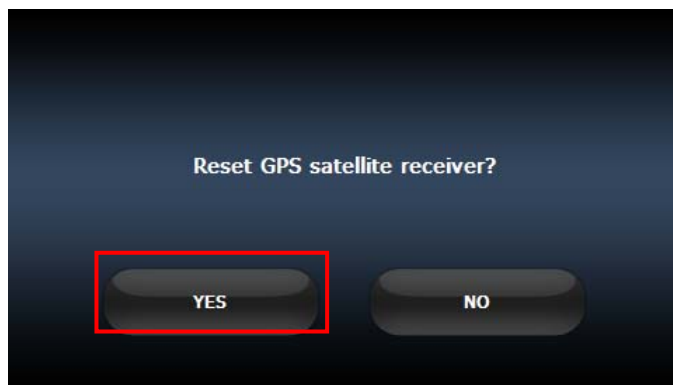 Reset GPS satellite receiver?
YES NO